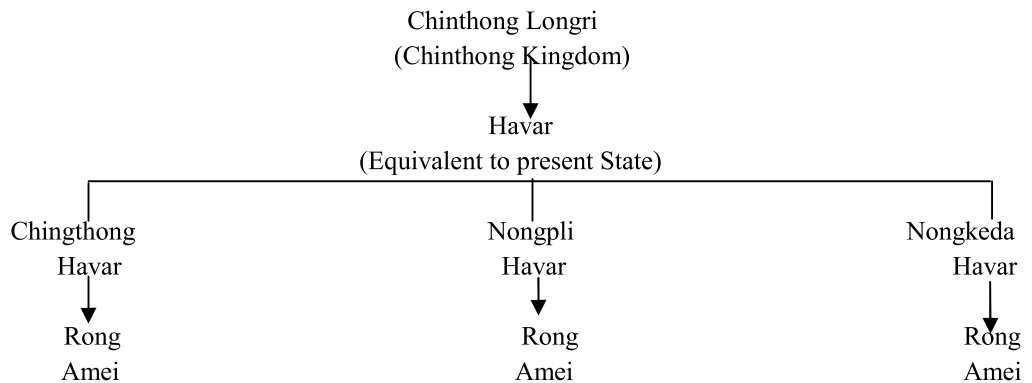 Chinthong Longri
(Chinthong Kingdom)
Havar
(Equivalent to present State)
Chingthong Nongpli Nongkeda
Havar Havar Havar
Rong Rong Rong
Amei Amei Amei